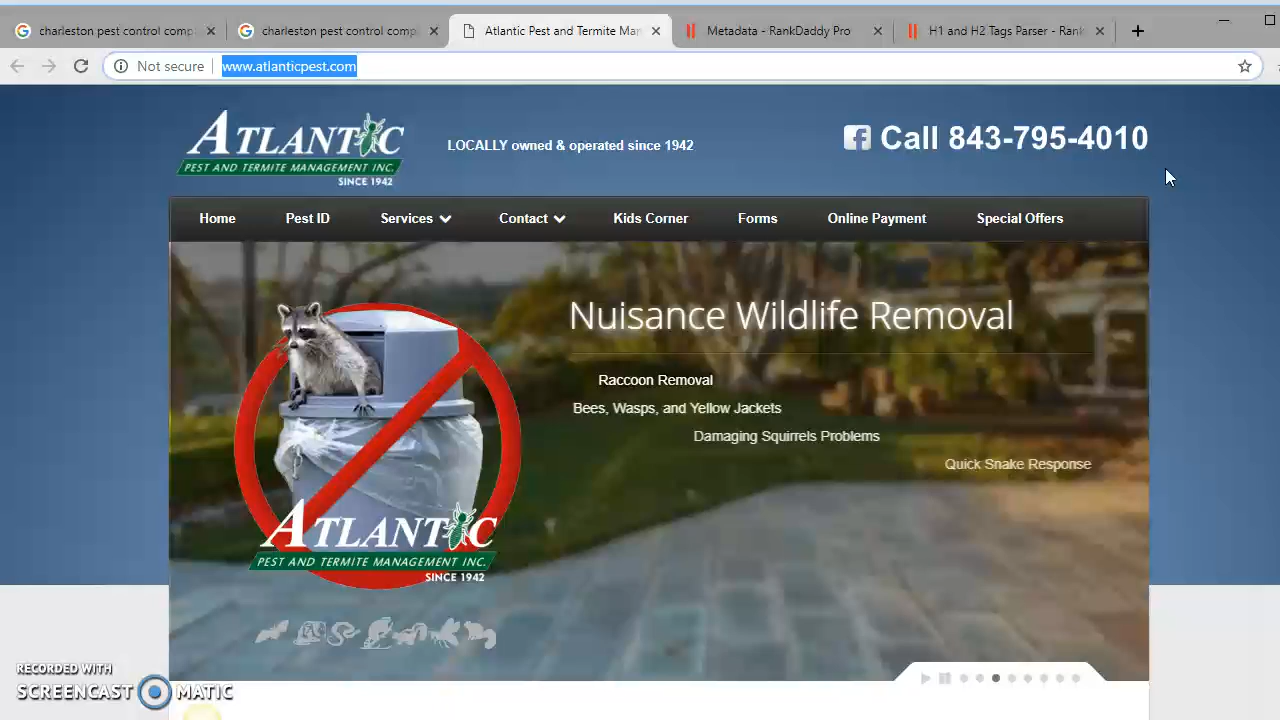 charleston pest control comp
charleston pest control comp
Atlantic Pest and Termite Man
Metadata - RankDaddy Pro
H1 and H2 Tags Parser - Rank
Not secure
www.atlanticpest.com
ATLANTIC
PEST AND TERMITE MANAGEMENT INC.
SINCE 1942
LOCALLY owned & operated since 1942
Call 843-795-4010
Home
Pest ID
Services
Contact
Kids Corner
Forms
Online Payment
Special Offers
Nuisance Wildlife Removal
Raccoon Removal
Bees, Wasps, and Yellow Jackets
Damaging Squirrels Problems
Quick Snake Response
ATLANTIC
PEST AND TERMITE MANAGEMENT INC.
SINCE 1942
RECORDED WITH
SCREENCAST MATIC